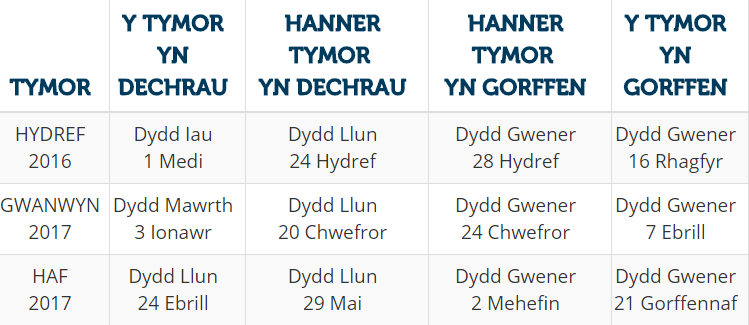 TYMOR
Y TYMOR
YN
DECHRAU
HANNER
TYMOR
YN DECHRAU
HANNER
TYMOR
YN GORFFEN
Y TYMOR
YN
GORFFEN
HYDREF
2016
Dydd Iau
1 Medi
Dydd Llun
24 Hydref
Dydd Gwener
28 Hydref
Dydd Gwener
16 Rhagfyr
GWANWYN
2017
Dydd Mawrth
3 Ionawr
Dydd Llun
20 Chwefror
Dydd Gwener
24 Chwefror
Dydd Gwener
7 Ebrill
HAF
2017
Dydd Llun
24 Ebrill
Dydd Llun
29 Mai
Dydd Gwener
2 Mehefin
Dydd Gwener
21 Gorffennaf